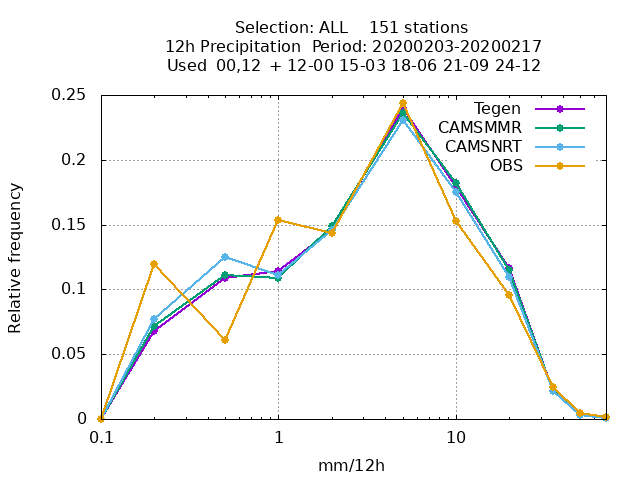 Selection: ALL    151 stations
12h Precipitation  Period: 20200203-20200217
Used  00,12  + 12-00 15-03 18-06 21-09 24-12
Relative frequency
0.25
0.2
0.15
0.1
0.05
0
Tegen
CAMSMMR
CAMSNRT
OBS
0.1 1 10
mm/12h